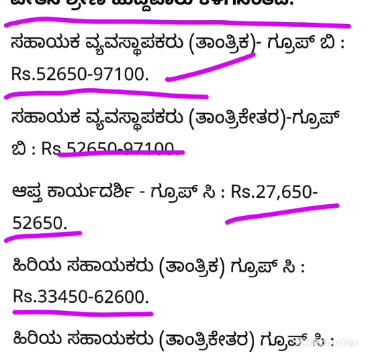 ಸಹಾಯಕ ವ್ಯವಸ್ಥಾಪಕರು (ತಾಂತ್ರಿಕ)- ಗ್ರೂಪ್ ಬಿ :
Rs.52650-97100.
ಸಹಾಯಕ ವ್ಯವಸ್ಥಾಪಕರು (ತಾಂತ್ರಿಕೇತರ)-ಗ್ರೂಪ್
ಬಿ : Rs.52650-97100.
ಆಪ್ತ ಕಾರ್ಯದರ್ಶಿ - ಗ್ರೂಪ್ ಸಿ : Rs.27,650-
52650.
ಹಿರಿಯ ಸಹಾಯಕರು (ತಾಂತ್ರಿಕ) ಗ್ರೂಪ್ ಸಿ :
Rs.33450-62600.
ಹಿರಿಯ ಸಹಾಯಕರು (ತಾಂತ್ರಿಕೇತರ) ಗ್ರೂಪ್ ಸಿ :